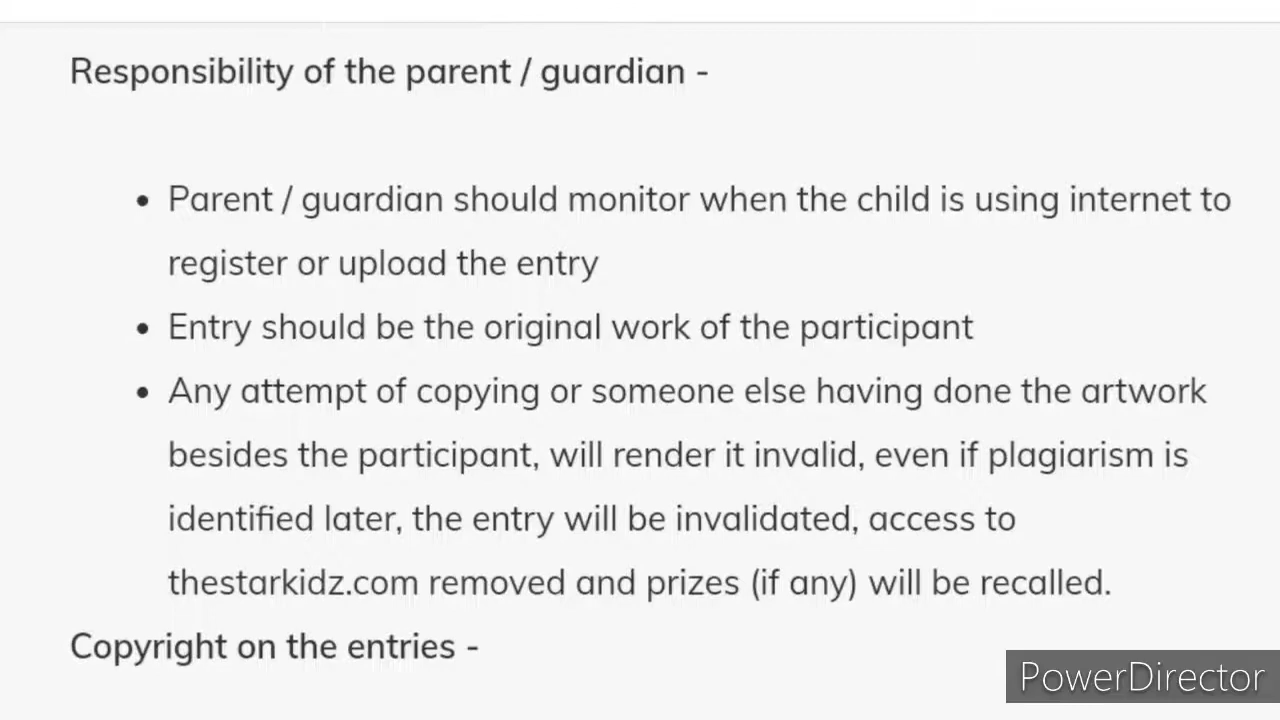 Responsibility of the parent / guardian -
• Parent / guardian should monitor when the child is using internet to
register or upload the entry
• Entry should be the original work of the participant
• Any attempt of copying or someone else having done the artwork
besides the participant, will render it invalid, even if plagiarism is
identified later, the entry will be invalidated, access to
thestarkidz.com removed and prizes (if any) will be recalled.
Copyright on the entries -
PowerDirector